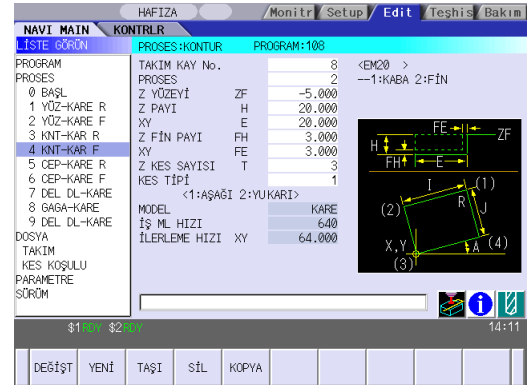 HAFIZA Monitr Setup Edit Teşhis Bakım
NAVI MAIN KONTRLR
LİSTE GÖRÜN PROSES:KONTUR PROGRAM:108
PROGRAM
PROSES
0 BAŞL
1 YÜZ-KARE R
2 YÜZ-KARE F
3 KNT-KAR R
4 KNT-KAR F
5 CEP-KARE R
6 CEP-KARE F
7 DEL DL-KARE
8 GAGA-KARE
9 DEL DL-KARE
DOSYA
TAKIM
KES KOŞULU
PARAMETRE
SÜRÜM
TAKIM KAY No. 8 <EM20 >
PROSES 2 --1:KABA 2:FİN
Z YÜZEYİ ZF -5.000
Z PAYI H 20.000
XY E 20.000
Z FİN PAYI FH 3.000
XY FE 3.000
Z KES SAYISI T 3
KES TİPİ 1
<1:AŞAĞI 2:YUKARI>
MODEL KARE
İŞ ML HIZI 640
İLERLEME HIZI XY 64.000
FE
ZF
H
FH
E
I
(1)
R
J
(2)
X,Y
A
(4)
(3)
$1 RDY $2 RDY 14:11
DEĞİŞT YENİ TAŞI SİL KOPYA